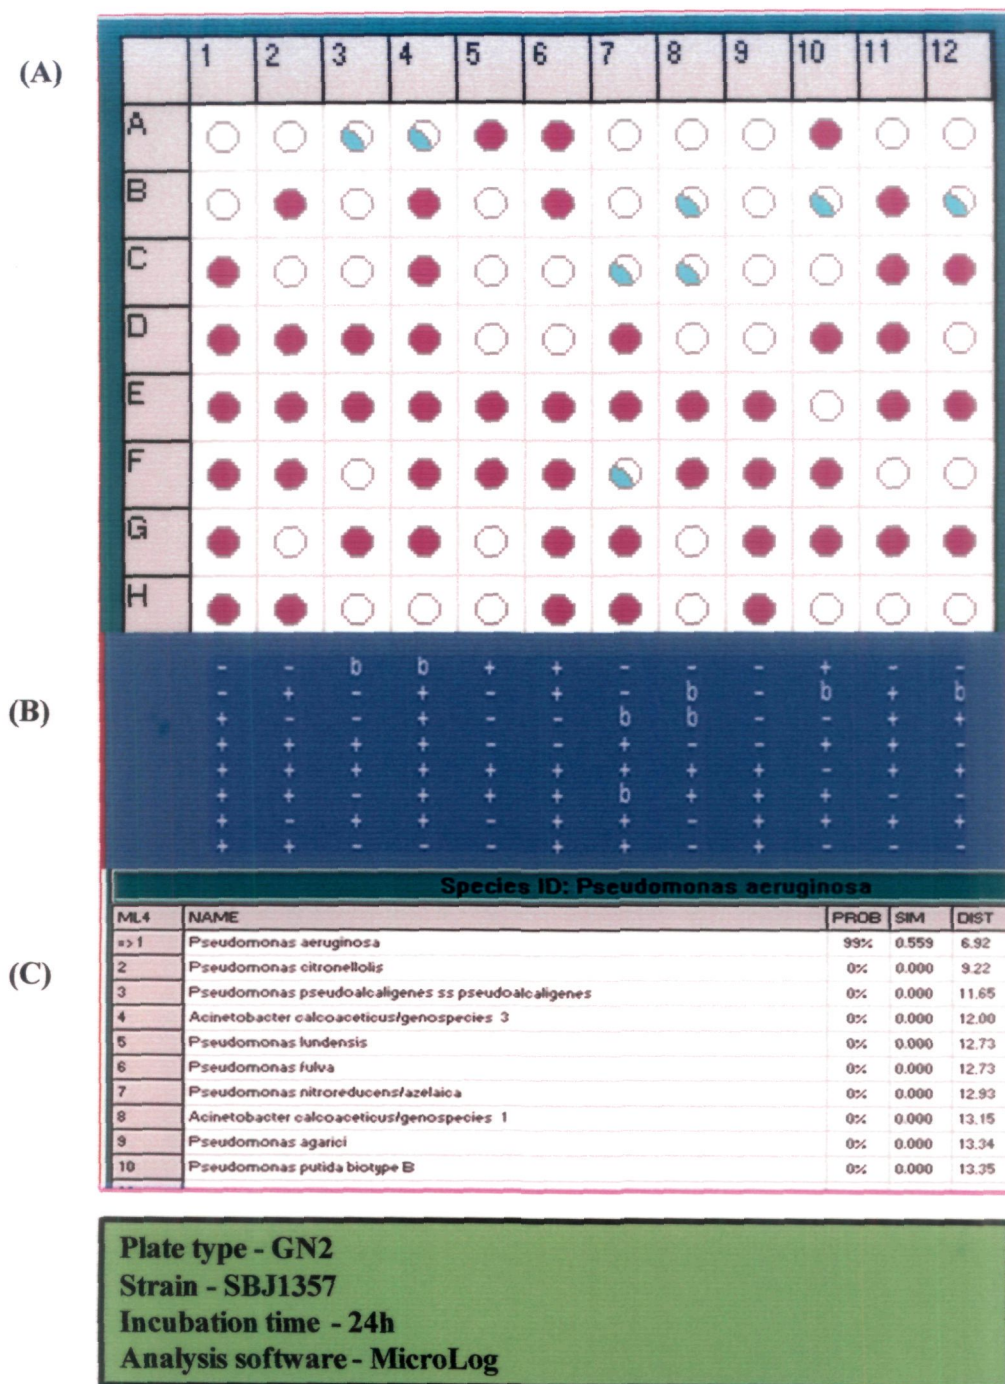 (A)
1 2 3 4 5 6 7 8 9 10 11 12
A
B
C
D
E
F
G
H
(B)
- - b b + + - - - + - -
- + - + - + - b - b + b
+ - - + - - b b - - + +
+ + + + - - + - - + + -
+ + + + + + + + + - + +
+ + - + + + b + + + - -
+ - + + - + + - + + + +
+ + - - - + + - + - - -
(C)
Species ID: Pseudomonas aeruginosa
ML4 NAME PROB SIM DIST
=>1 Pseudomonas aeruginosa 99% 0.559 6.92
2 Pseudomonas citronellolis 0% 0.000 9.22
3 Pseudomonas pseudoalcaligenes ss pseudoalcaligenes 0% 0.000 11.65
4 Acinetobacter calcoaceticus/genospecies 3 0% 0.000 12.00
5 Pseudomonas lundensis 0% 0.000 12.73
6 Pseudomonas fulva 0% 0.000 12.73
7 Pseudomonas nitroreducens/azelaica 0% 0.000 12.93
8 Acinetobacter calcoaceticus/genospecies 1 0% 0.000 13.15
9 Pseudomonas agarici 0% 0.000 13.34
10 Pseudomonas putida biotype B 0% 0.000 13.35
Plate type - GN2
Strain - SBJ1357
Incubation time - 24h
Analysis software - MicroLog